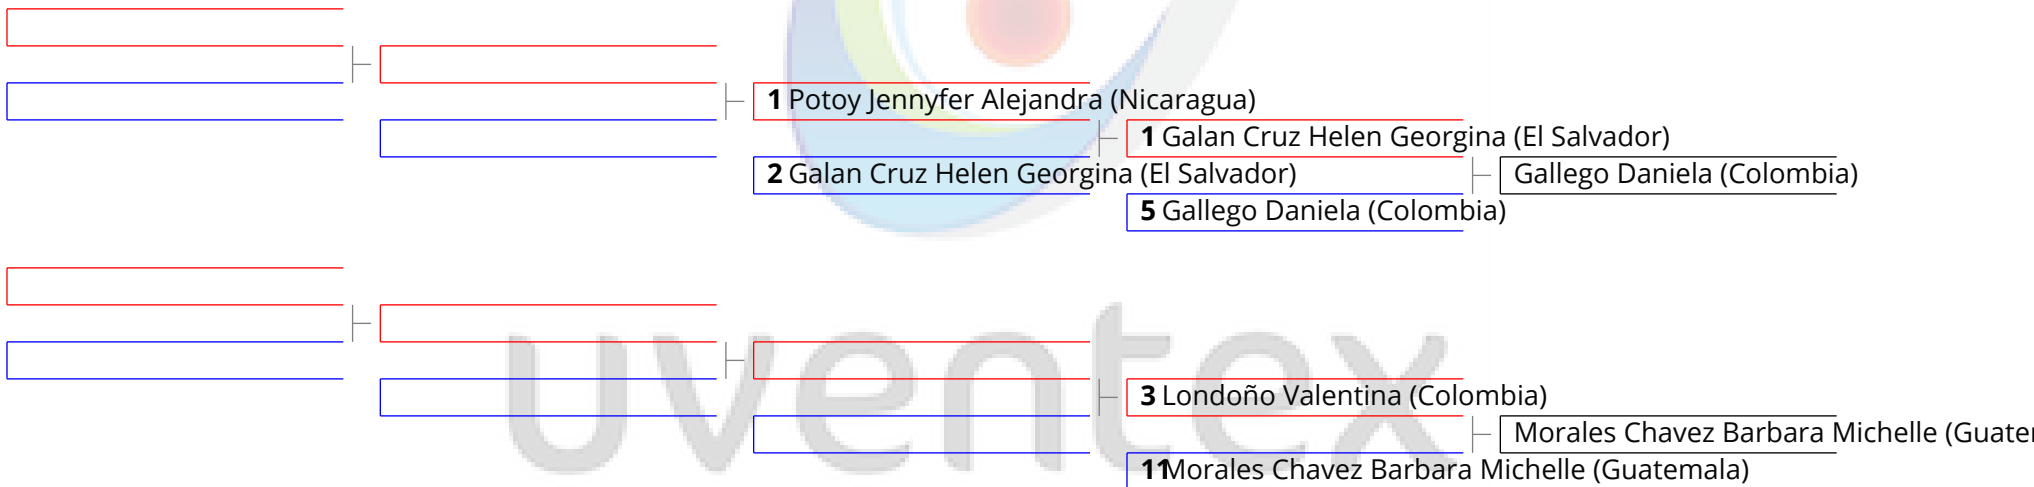 1 Potoy Jennyfer Alejandra (Nicaragua)
1 Galan Cruz Helen Georgina (El Salvador)
2 Galan Cruz Helen Georgina (El Salvador)
Gallego Daniela (Colombia)
5 Gallego Daniela (Colombia)
uventex
3 Londoño Valentina (Colombia)
Morales Chavez Barbara Michelle (Guate
11 Morales Chavez Barbara Michelle (Guatemala)